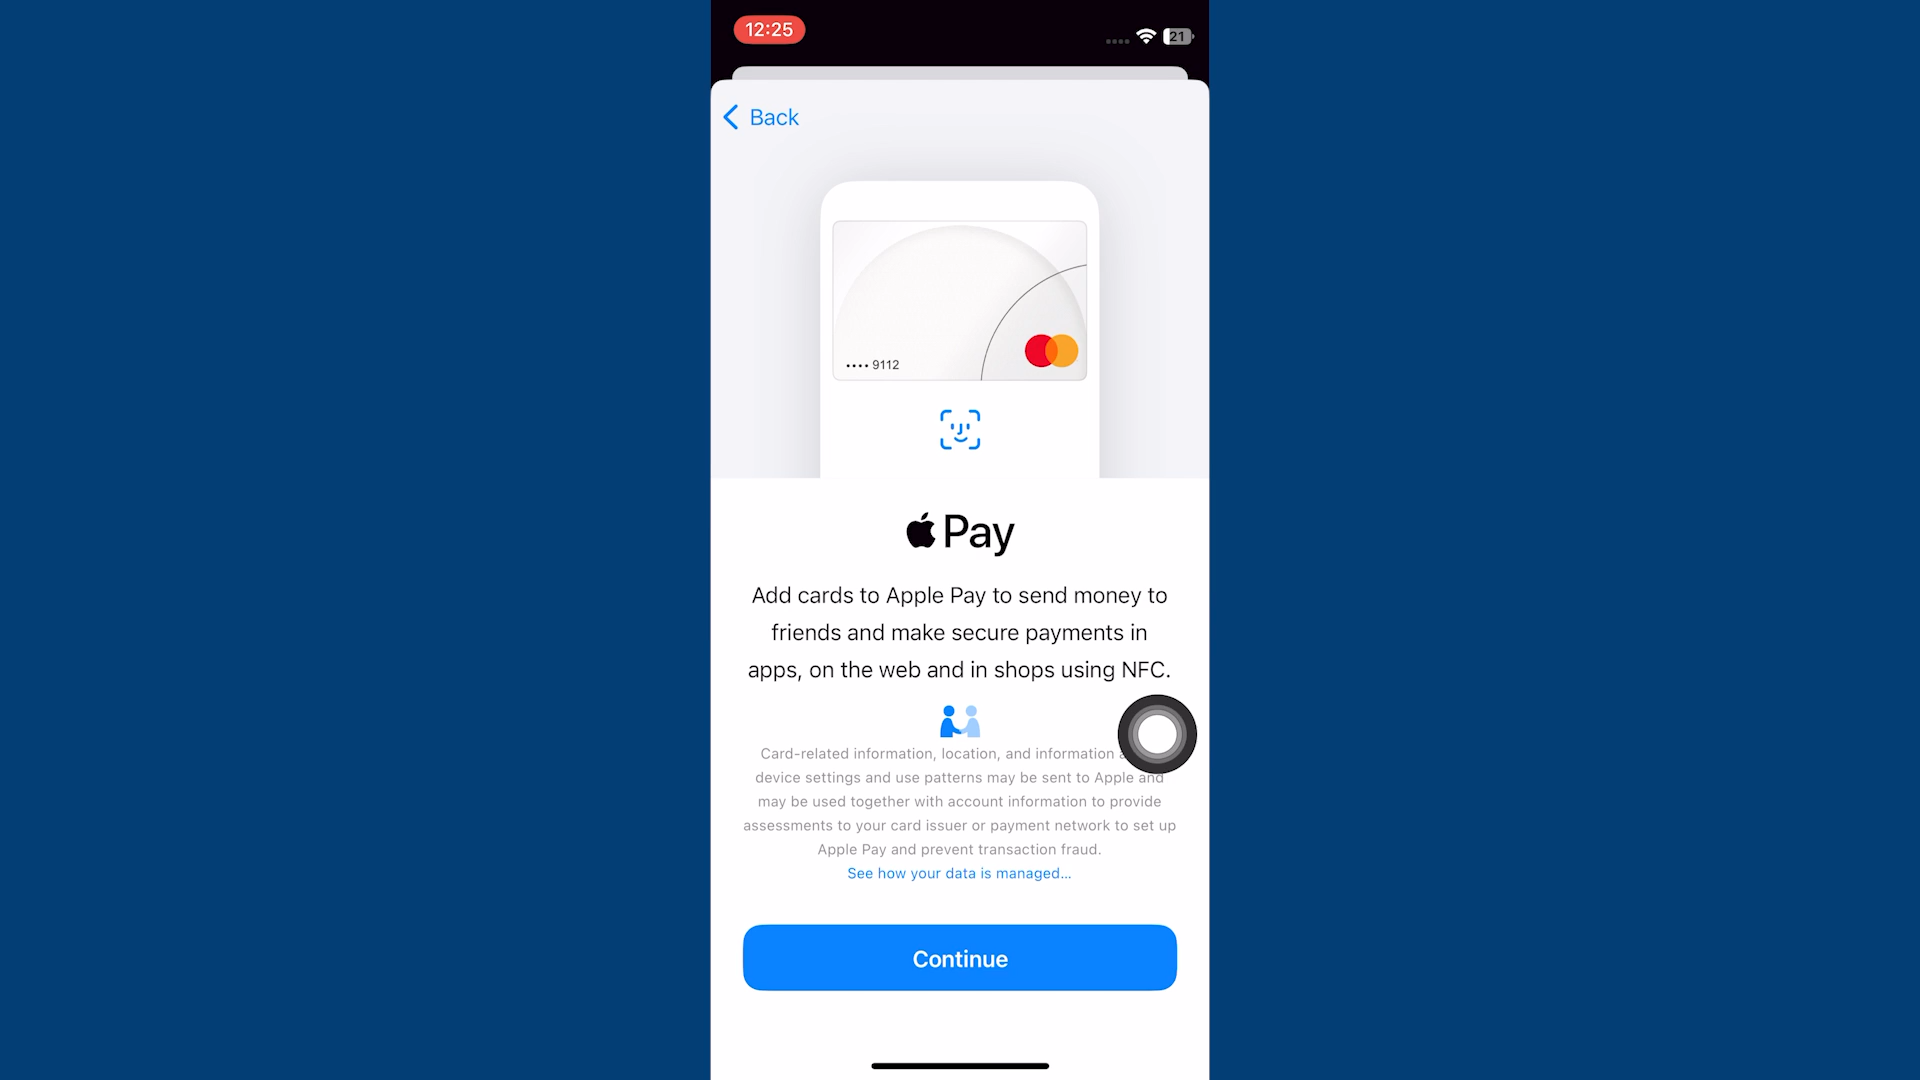 12:25
21
Back
•••• 9112
Pay
Add cards to Apple Pay to send money to
friends and make secure payments in
apps, on the web and in shops using NFC.
Card-related information, location, and information
device settings and use patterns may be sent to Apple and
may be used together with account information to provide
assessments to your card issuer or payment network to set up
Apple Pay and prevent transaction fraud.
See how your data is managed...
Continue